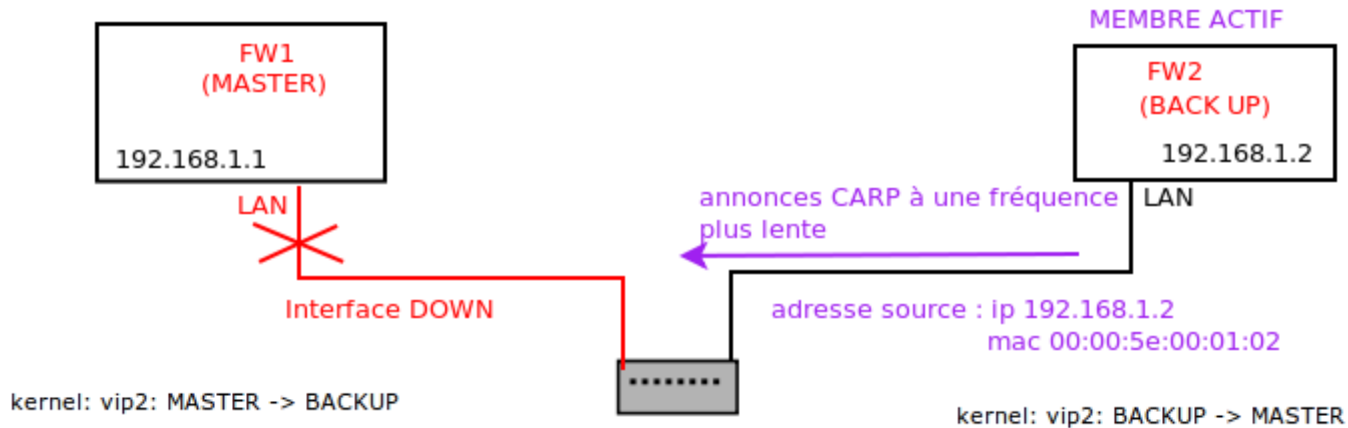 MEMBRE ACTIF
FW1
(MASTER)
192.168.1.1
FW2
(BACK UP)
192.168.1.2
LAN
LAN
annonces CARP à une fréquence
plus lente
Interface DOWN
adresse source : ip 192.168.1.2
mac 00:00:5e:00:01:02
kernel: vip2: MASTER -> BACKUP
kernel: vip2: BACKUP -> MASTER